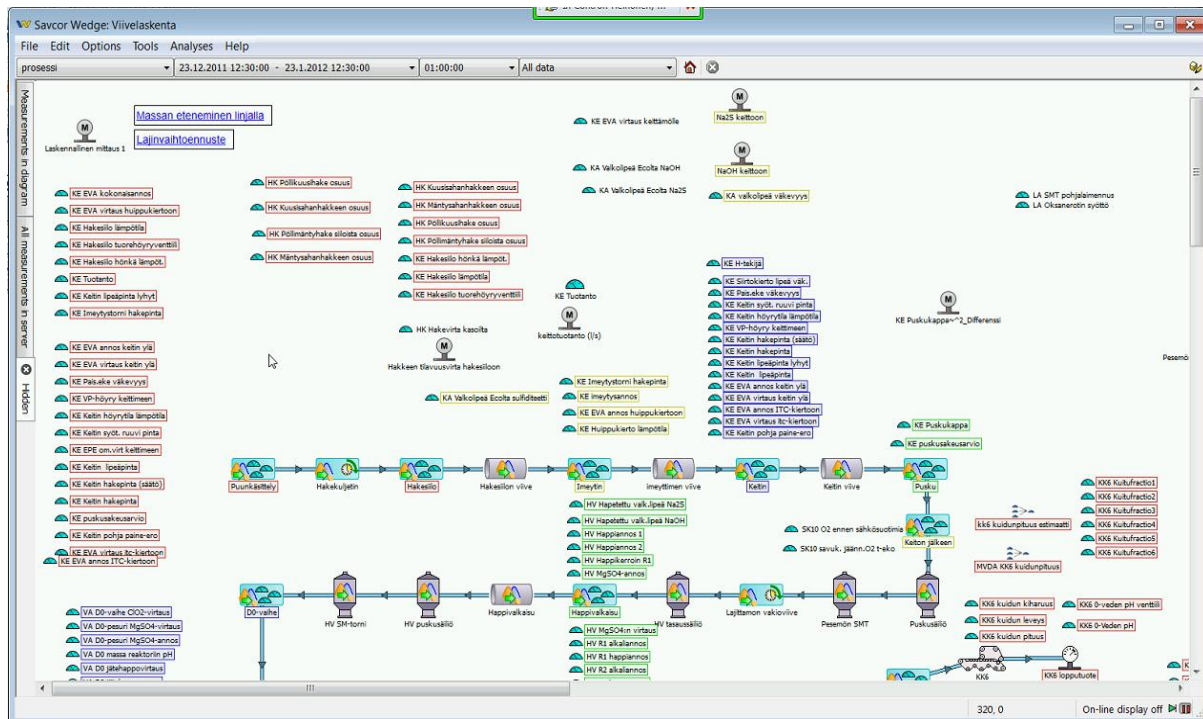 Savcor Wedge: Viivelaskenta
File Edit Options Tools Analyses Help
prosessi 23.12.2011 12:30:00 - 23.1.2012 12:30:00 01:00:00 All data
Measurements in diagram
All measurements in server
Hidden
Massan eteneminen linjalla
Lajinvaihtoennuste
M
Laskennallinen mittaus 1
KE EVA kokonaisannos
KE EVA virtaus huippukiertoon
KE Hakesiilo lämpötila
KE Hakesiilo tuorehöyryventtiili
KE Hakesiilo hönkä lämpöt.
KE Tuotanto
KE Keitin lipeäpinta lyhyt
KE Imeytystorni hakepinta
KE EVA annos keitin ylä
KE EVA virtaus keitin ylä
KE Pais.eke väkevyys
KE VP-höyry keittimeen
KE Keitin höyrytila lämpötila
KE Keitin syöt. ruuvi pinta
KE EPE om.virt keittimeen
KE Keitin lipeäpinta
KE Keitin hakepinta (säätö)
KE Keitin hakepinta
KE puskusakeusarvio
KE Keitin pohja paine-ero
KE EVA virtaus itc-kiertoon
KE EVA annos ITC-kiertoon
HK Pöllikuusihake osuus
HK Kuusisahanhakkeen osuus
HK Pöllimäntyhake siiloista osuus
HK Mäntysahanhakkeen osuus
HK Kuusisahanhakkeen osuus
HK Mäntysahanhakkeen osuus
HK Pöllikuusihake osuus
HK Pöllimäntyhake siiloista osuus
KE Hakesiilo hönkä lämpöt.
KE Hakesiilo lämpötila
KE Hakesiilo tuorehöyryventtiili
HK Hakevirta kasoilta
M
Hakkeen tilavuusvirta hakesiiloon
KA Valkolipeä Ecolta sulfiditeetti
KE EVA virtaus keittämölle
KA Valkolipeä Ecolta NaOH
KA Valkolipeä Ecolta Na2S
M
Na2S keittoon
M
NaOH keittoon
KA valkolipeä väkevyys
LA SMT pohjalaimennus
LA Oksanerotin syöttö
KE Tuotanto
M
keittotuotanto (l/s)
KE Imeytystorni hakepinta
KE imeytysannos
KE EVA annos huippukiertoon
KE Huippukierto lämpötila
KE H-tekijä
KE Siirtokierto lipeä väk.
KE Pais.eke väkevyys
KE Keitin syöt. ruuvi pinta
KE Keitin höyrytila lämpötila
KE VP-höyry keittimeen
KE Keitin hakepinta (säätö)
KE Keitin hakepinta
KE Keitin lipeäpinta lyhyt
KE Keitin lipeäpinta
KE EVA annos keitin ylä
KE EVA virtaus keitin ylä
KE EVA annos ITC-kiertoon
KE EVA virtaus itc-kiertoon
KE Keitin pohja paine-ero
M
KE Puskukappa~^2_Differenssi
KE Puskukappa
KE puskusakeusarvio
Puunkäsittely
Hakekuljetin
Hakesiilo
Hakesiilon viive
Imeytin
imeyttimen viive
Keitin
Keitin viive
Pusku
HV Hapetettu valk.lipeä Na2S
HV Hapetettu valk.lipeä NaOH
HV Happiannos 1
HV Happiannos 2
HV Happikerroin R1
HV MgSO4-annos
SK10 O2 ennen sähkösuotimia
SK10 savuk. jäänn.O2 t-eko
Keiton jälkeen
kk6 kuidunpituus estimaatti
MVDA KK6 kuidunpituus
KK6 Kuitufractio1
KK6 Kuitufractio2
KK6 Kuitufractio3
KK6 Kuitufractio4
KK6 Kuitufractio5
KK6 Kuitufractio6
D0-vaihe
HV SM-torni
HV puskusäiliö
Happivalkaisu
Happivalkaisu
HV tasaussäiliö
Lajittamon vakioviive
Pesemön SMT
Puskusäiliö
VA D0-vaihe ClO2-virtaus
VA D0-pesuri MgSO4-virtaus
VA D0-pesuri MgSO4-annos
VA D0 massa reaktoriin pH
VA D0 jätehappovirtaus
HV MgSO4:n virtaus
HV R1 alkaliannos
HV R1 happiannos
HV R2 alkaliannos
KK6 kuidun kiharuus
KK6 kuidun leveys
KK6 kuidun pituus
KK6 0-veden pH venttiili
KK6 0-Veden pH
KK6
KK6 lopputuote
320, 0 On-line display off